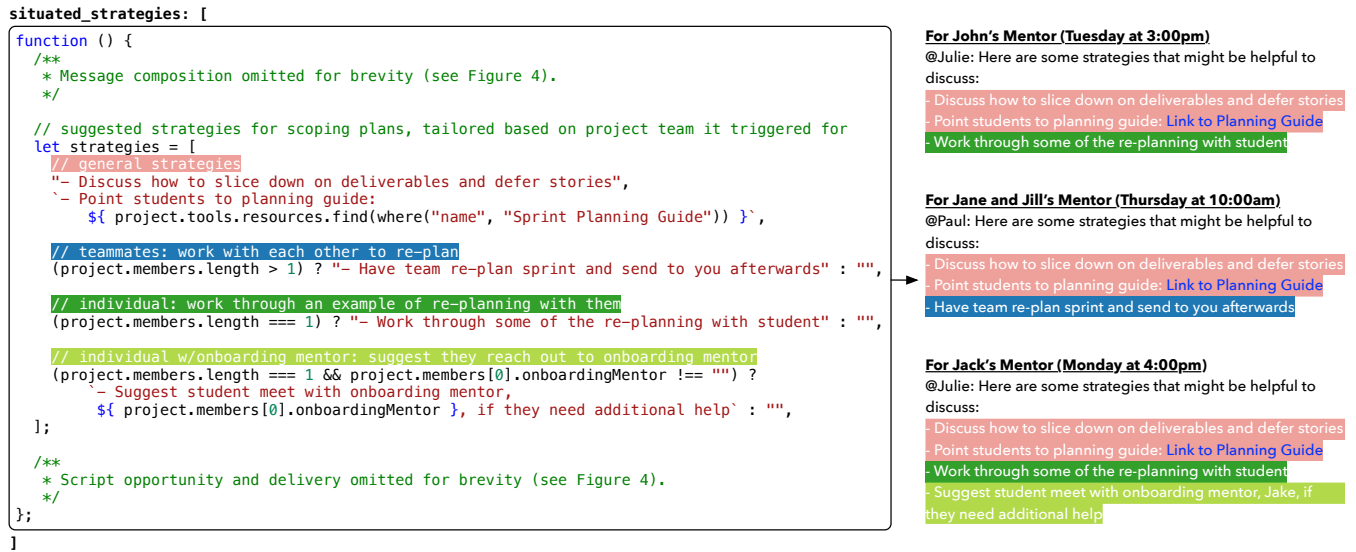 situated_strategies: [
function () {
/**
* Message composition omitted for brevity (see Figure 4).
*/
// suggested strategies for scoping plans, tailored based on project team it triggered for
let strategies = [
// general strategies
"– Discuss how to slice down on deliverables and defer stories",
`– Point students to planning guide:
${ project.tools.resources.find(where("name", "Sprint Planning Guide")) }`,
// teammates: work with each other to re–plan
(project.members.length > 1) ? "– Have team re–plan sprint and send to you afterwards" : "",
// individual: work through an example of re–planning with them
(project.members.length === 1) ? "– Work through some of the re–planning with student" : "",
// individual w/onboarding mentor: suggest they reach out to onboarding mentor
(project.members.length === 1 && project.members[0].onboardingMentor !== "") ?
`– Suggest student meet with onboarding mentor,
${ project.members[0].onboardingMentor }, if they need additional help` : "",
];
/**
* Script opportunity and delivery omitted for brevity (see Figure 4).
*/
};
]
For John's Mentor (Tuesday at 3:00pm)
@Julie: Here are some strategies that might be helpful to
discuss:
- Discuss how to slice down on deliverables and defer stories
- Point students to planning guide: Link to Planning Guide
- Work through some of the re-planning with student
For Jane and Jill's Mentor (Thursday at 10:00am)
@Paul: Here are some strategies that might be helpful to
discuss:
- Discuss how to slice down on deliverables and defer stories
- Point students to planning guide: Link to Planning Guide
- Have team re-plan sprint and send to you afterwards
For Jack's Mentor (Monday at 4:00pm)
@Julie: Here are some strategies that might be helpful to
discuss:
- Discuss how to slice down on deliverables and defer stories
- Point students to planning guide: Link to Planning Guide
- Work through some of the re-planning with student
- Suggest student meet with onboarding mentor, Jake, if
they need additional help